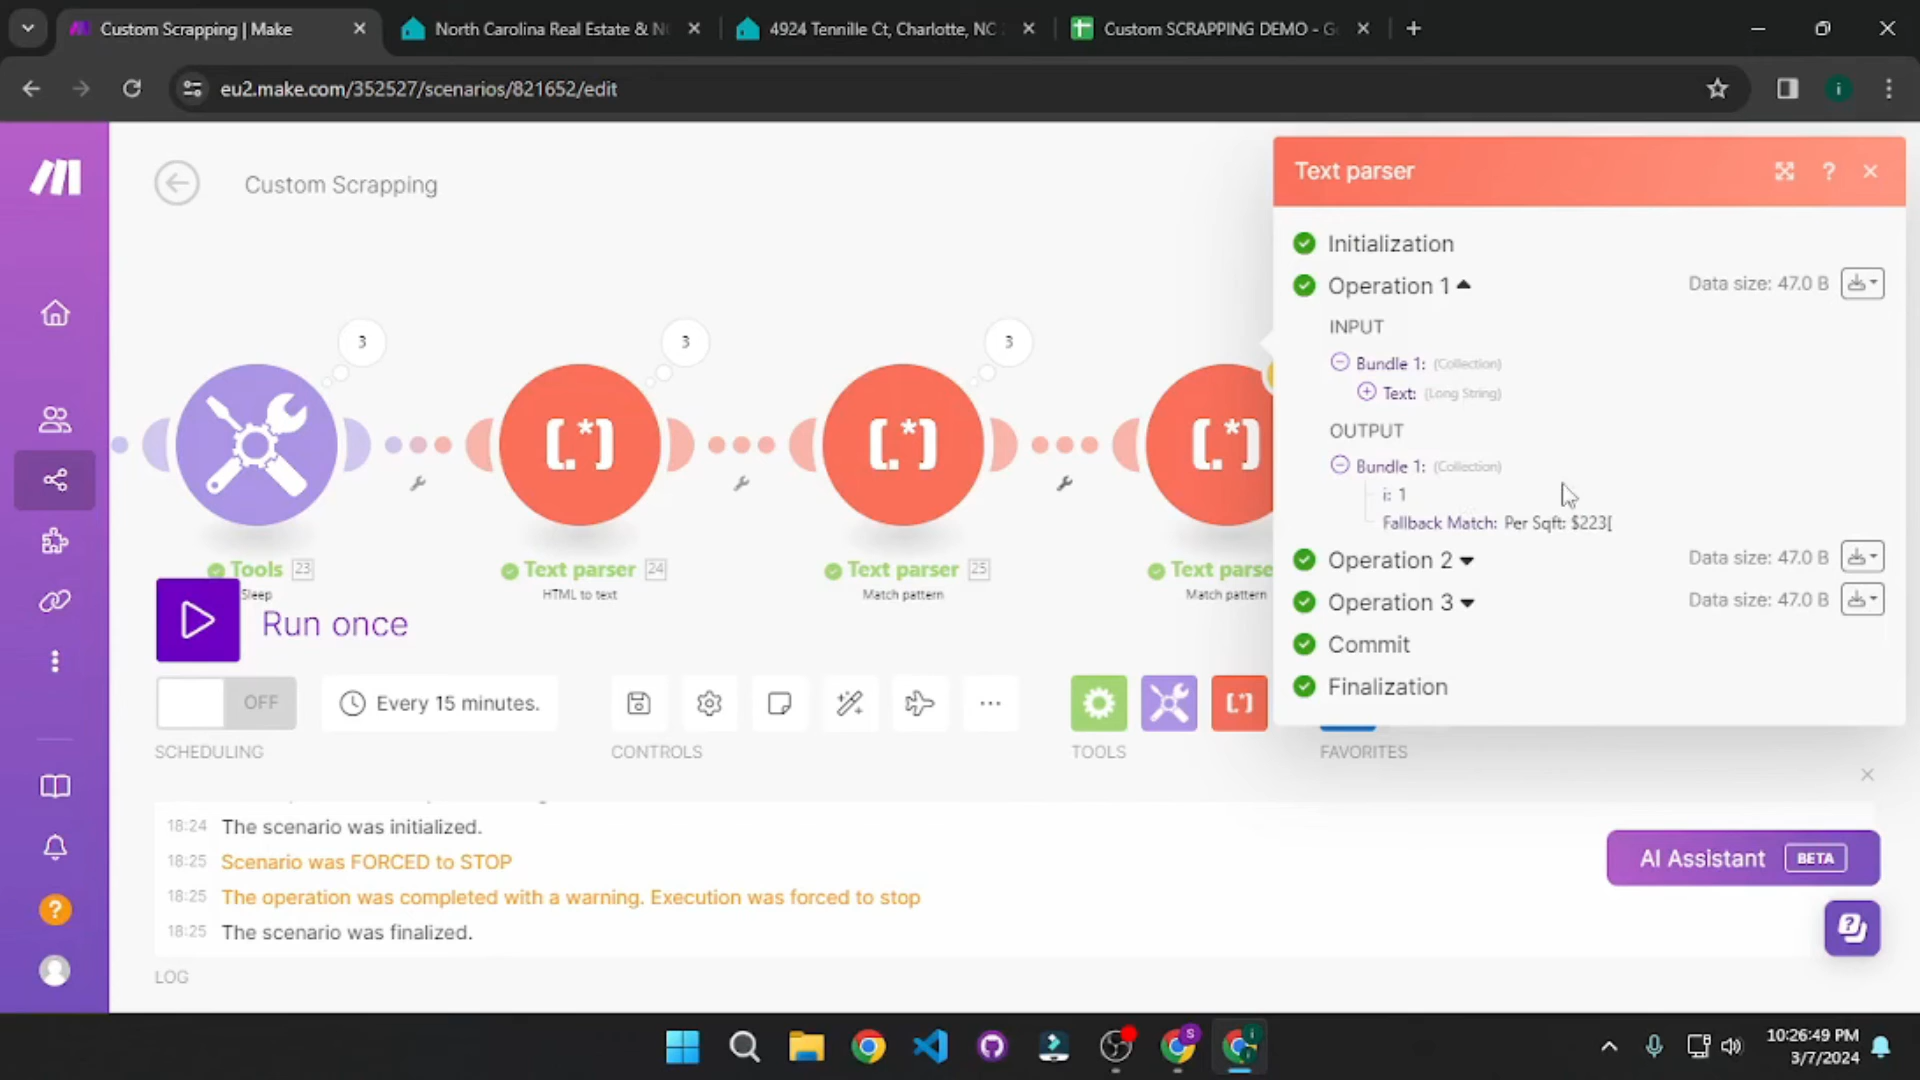 Custom Scrapping | Make
North Carolina Real Estate & NC
4924 Tennille Ct, Charlotte, NC 2
Custom SCRAPPING DEMO - Go
eu2.make.com/352527/scenarios/821652/edit
i
Custom Scrapping
Text parser
?
Initialization
Operation 1
Data size: 47.0 B
INPUT
Bundle 1: (Collection)
Text: (Long String)
OUTPUT
Bundle 1: (Collection)
i: 1
Fallback Match: Per Sqft: $223[
Operation 2
Data size: 47.0 B
Operation 3
Data size: 47.0 B
Commit
Finalization
3
3
3
[.*)
[.*)
[.*)
Tools 23
Sleep
Text parser 24
HTML to text
Text parser 25
Match pattern
Text parse
Match pattern
Run once
OFF
Every 15 minutes.
[.*)
SCHEDULING
CONTROLS
TOOLS
FAVORITES
18:24 The scenario was initialized.
18:25 Scenario was FORCED to STOP
18:25 The operation was completed with a warning. Execution was forced to stop
18:25 The scenario was finalized.
LOG
AI Assistant BETA
?
?
S
i
10:26:49 PM
3/7/2024